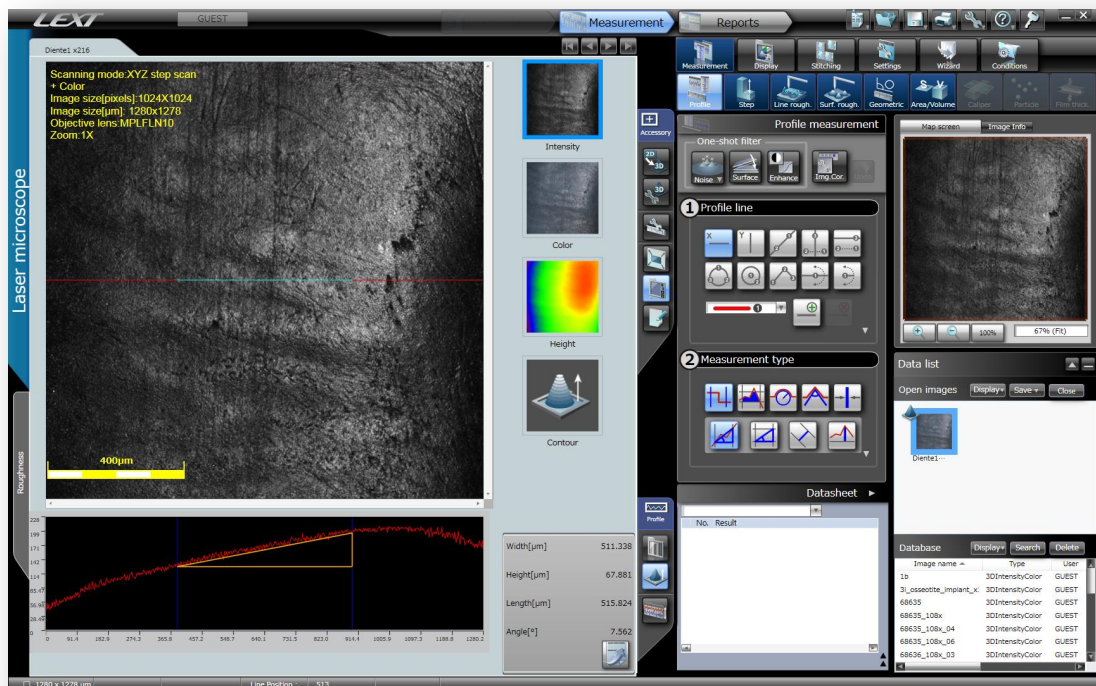 LEXT
GUEST
Measurement
Reports
Laser microscope
Roughness
Diente1 x216
Scanning mode:XYZ step scan
+ Color
Image size[pixels]:1024X1024
Image size[µm]: 1280x1278
Objective lens:MPLFLN10
Zoom:1X
400µm
Intensity
Color
Height
Contour
Accessory
2D
3D
3D
Profile
Measurement
Display
Stitching
Settings
Wizard
Conditions
Profile
Step
Line rough.
Surf. rough.
Geometric
Area/Volume
Caliper
Particle
Film thick.
Profile measurement
One-shot filter
Noise
Surface
Enhance
Img.Cor.
1 Profile line
X
Y
2 Measurement type
Datasheet
No. Result
Map screen
Image Info
100%
67% (Fit)
Data list
Open images
Display
Save
Close
Diente1...
Database
Display
Search
Delete
Image name Type User
1b 3DIntensityColor GUEST
3i_osseotite_implant_x: 3DIntensityColor GUEST
68635 3DIntensityColor GUEST
68635_108x 3DIntensityColor GUEST
68635_108x_04 3DIntensityColor GUEST
68635_108x_06 3DIntensityColor GUEST
68636_108x_03 3DIntensityColor GUEST
228
199
171
142
114
85.47
56.98
28.49
0
0 91.4 182.9 274.3 365.8 457.2 548.7 640.1 731.5 823.0 914.4 1005.9 1097.3 1188.8 1280.2
Width[µm] 511.338
Height[µm] 67.881
Length[µm] 515.824
Angle[°] 7.562
1280 x 1278 um
Line Position : 513